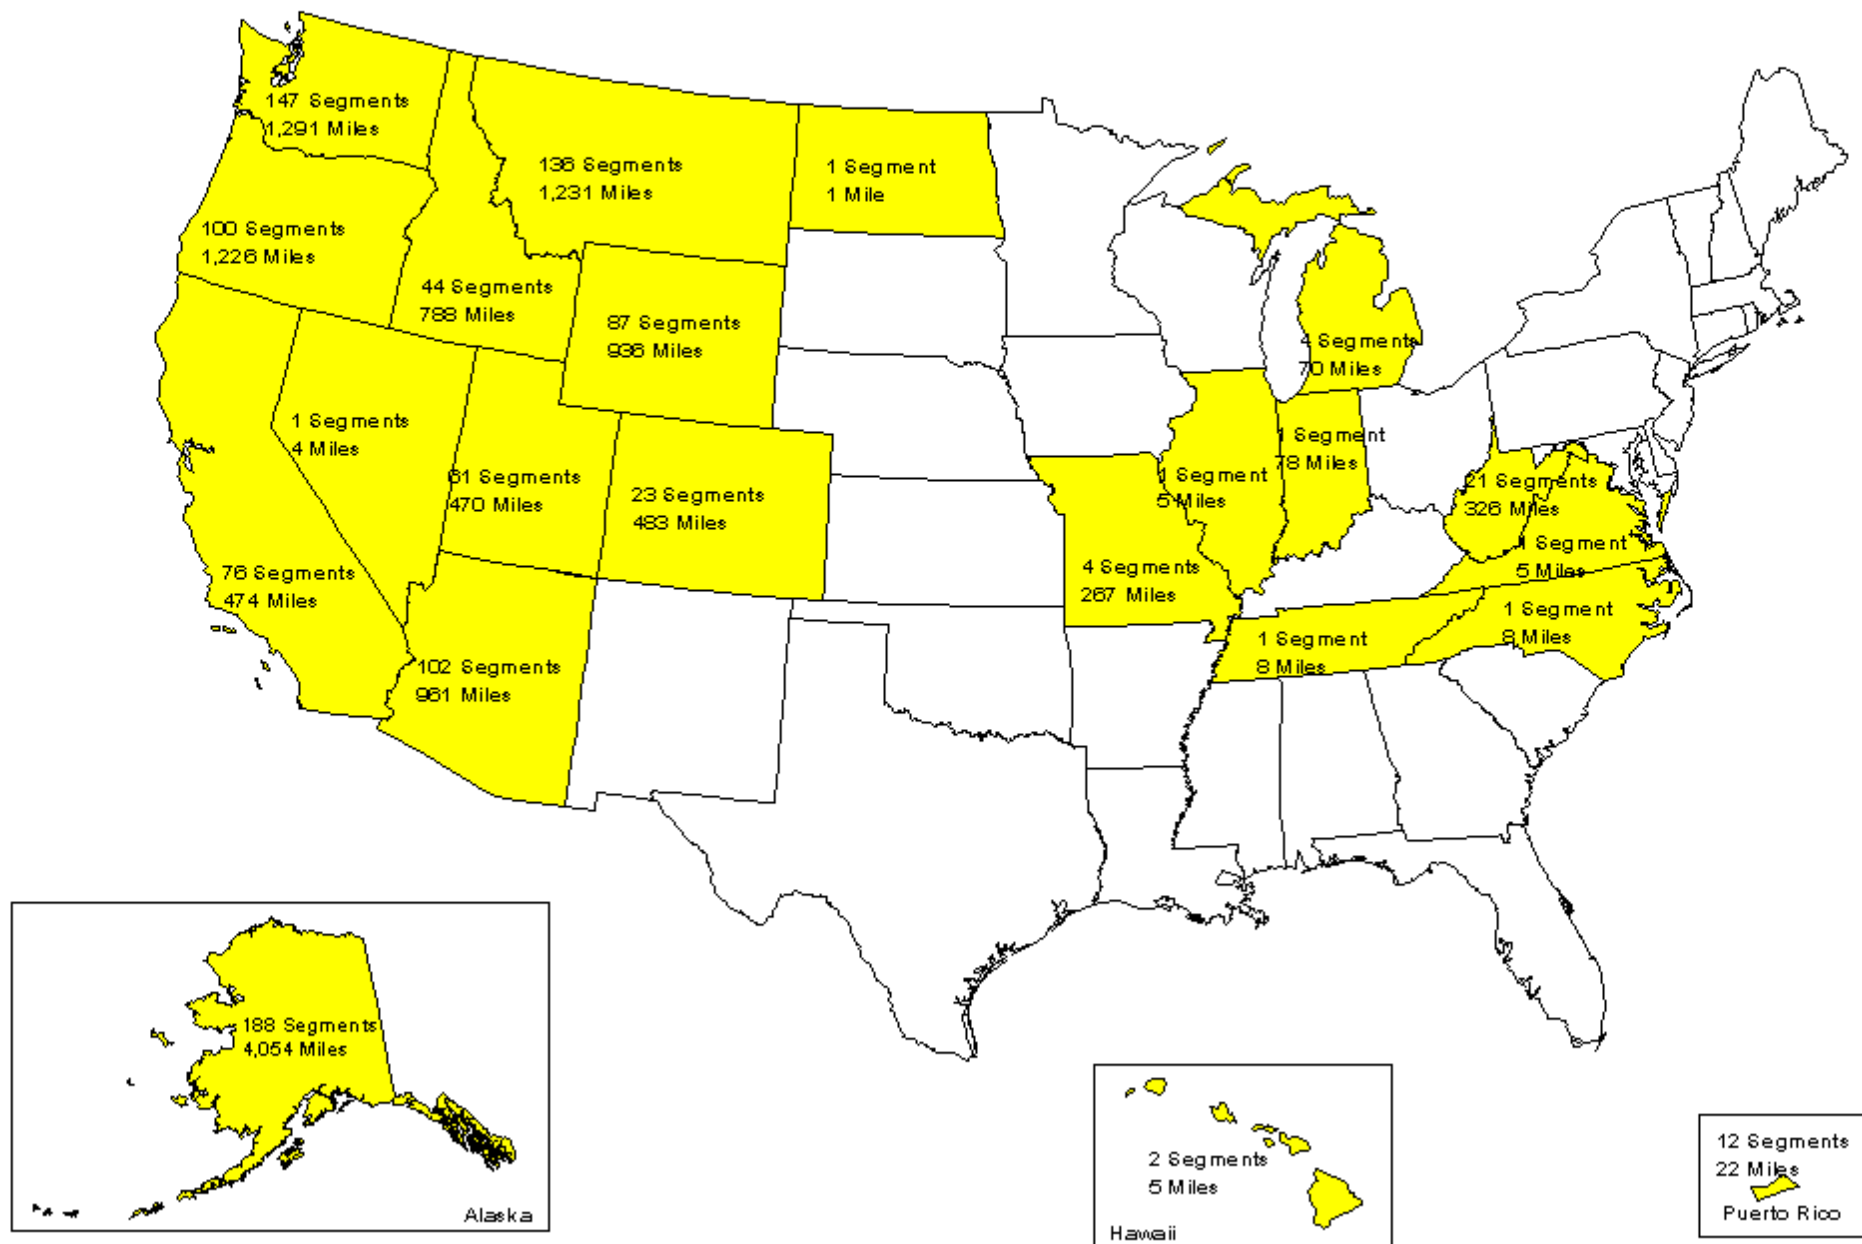 147 Segments
1,291 Miles
136 Segments
1,231 Miles
1 Segment
1 Mile
100 Segments
1,226 Miles
44 Segments
788 Miles
87 Segments
936 Miles
4 Segments
70 Miles
1 Segments
4 Miles
61 Segments
470 Miles
23 Segments
483 Miles
1 Segment
5 Miles
1 Segment
78 Miles
21 Segments
326 Miles
1 Segment
5 Miles
76 Segments
474 Miles
4 Segments
267 Miles
1 Segment
8 Miles
1 Segment
8 Miles
102 Segments
961 Miles
188 Segments
4,054 Miles
Alaska
2 Segments
5 Miles
Hawaii
12 Segments
22 Miles
Puerto Rico